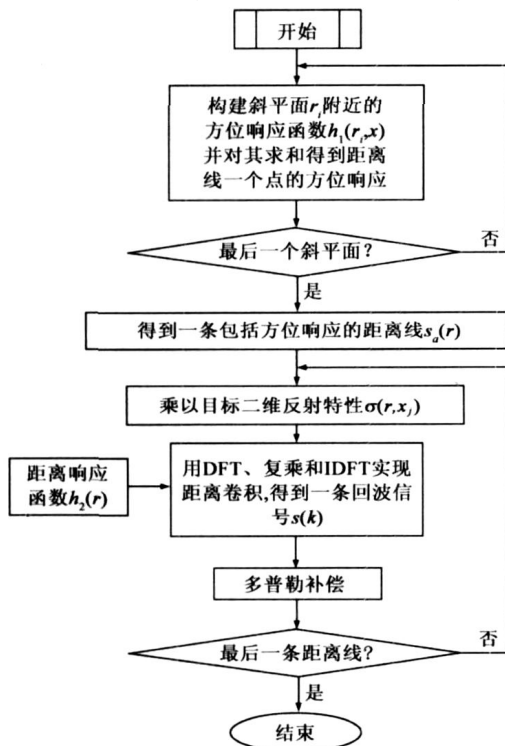 开始
构建斜平面rᵢ附近的
方位响应函数h₁(rᵢ,x)
并对其求和得到距离
线一个点的方位响应
最后一个斜平面?
否
是
得到一条包括方位响应的距离线sₐ(r)
乘以目标二维反射特性σ(r,xⱼ)
距离响应
函数h₂(r)
用DFT、复乘和IDFT实现
距离卷积,得到一条回波信
号s(k)
多普勒补偿
最后一条距离线?
否
是
结束